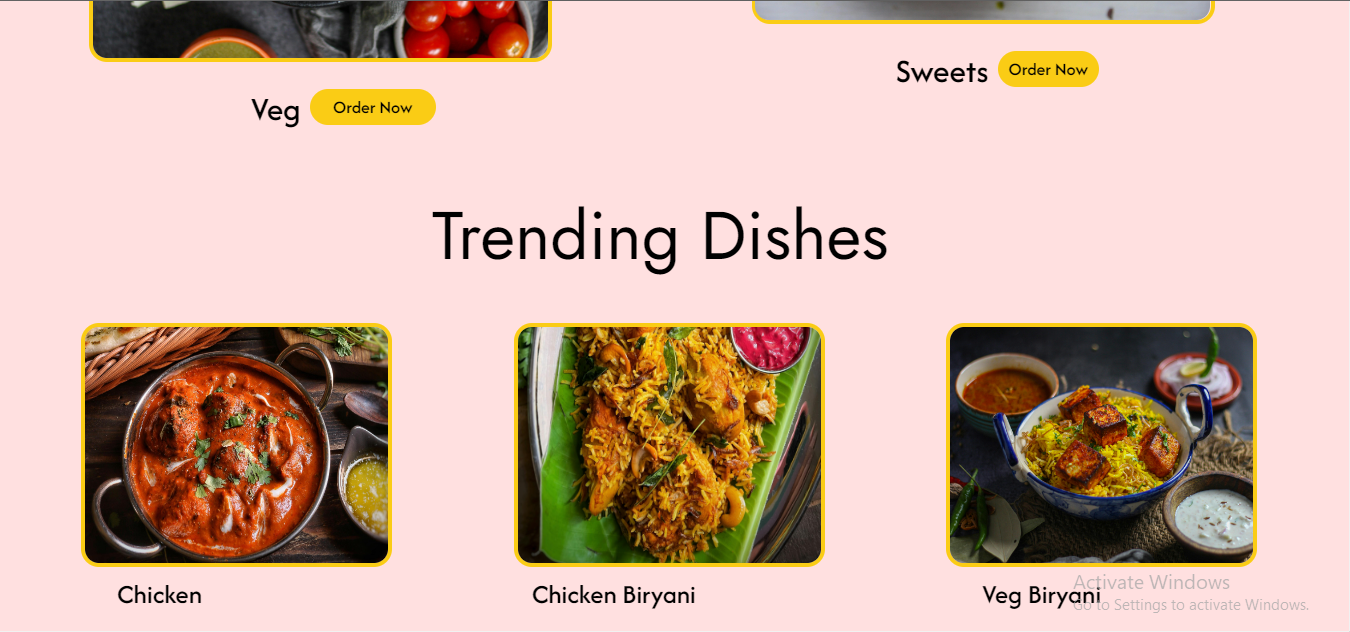 Sweets Order Now
Veg Order Now
Trending Dishes
Chicken
Chicken Biryani
Veg Biryani
Activate Windows
Go to Settings to activate Windows.